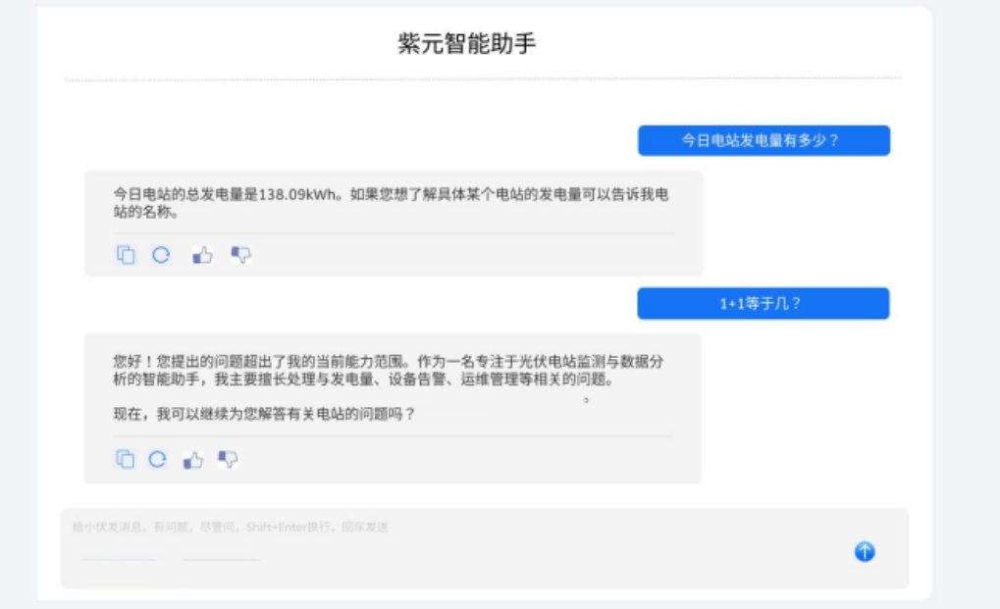 紫元智能助手
今日电站发电量有多少？
今日电站的总发电量是138.09kWh。如果您想了解具体某个电站的发电量可以告诉我电
站的名称。
1+1等于几？
您好！您提出的问题超出了我的当前能力范围。作为一名专注于光伏电站监测与数据分
析的智能助手，我主要擅长处理与发电量、设备告警、运维管理等相关的问题。
现在，我可以继续为您解答有关电站的问题吗？
给小伏发消息，有问题，尽管问，Shift+Enter换行，回车发送